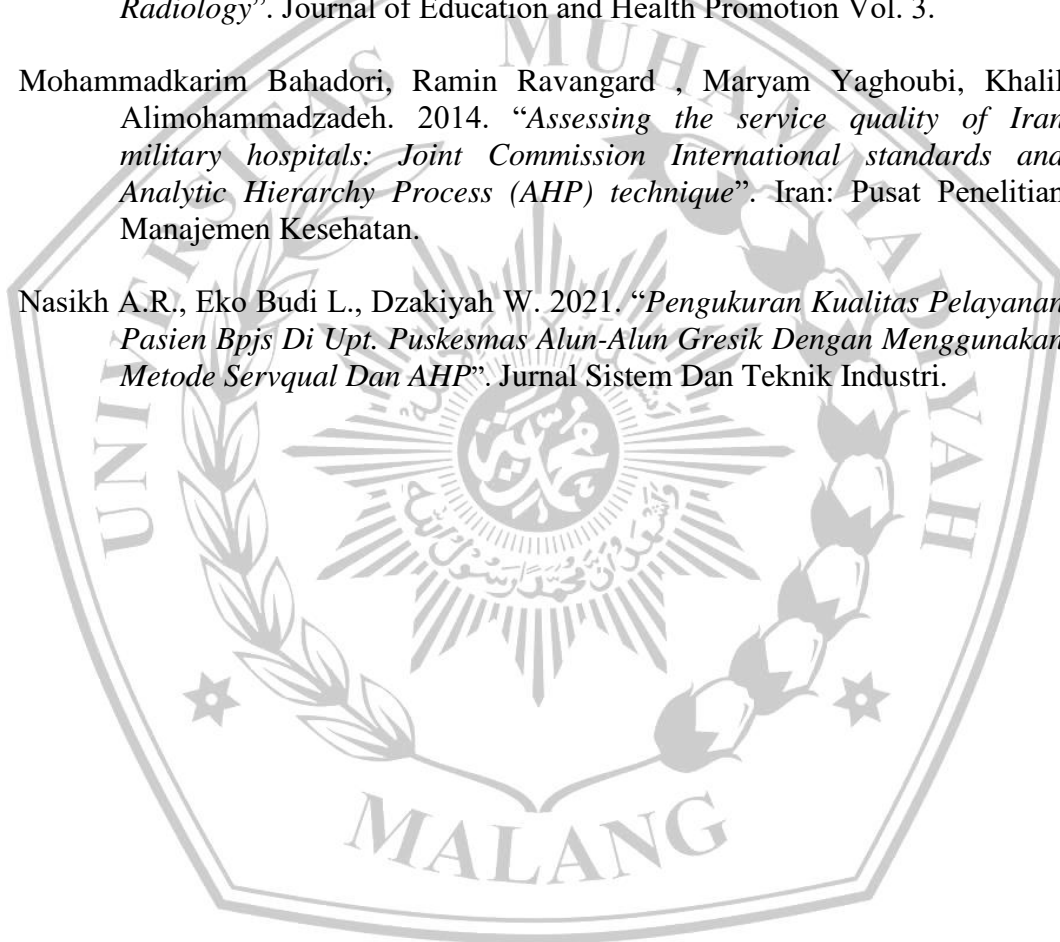 Radiology”. Journal of Education and Health Promotion Vol. 3.
Mohammadkarim Bahadori, Ramin Ravangard , Maryam Yaghoubi, Khalil
Alimohammadzadeh. 2014. “Assessing the service quality of Iran
military hospitals: Joint Commission International standards and
Analytic Hierarchy Process (AHP) technique”. Iran: Pusat Penelitian
Manajemen Kesehatan.
Nasikh A.R., Eko Budi L., Dzakiyah W. 2021. “Pengukuran Kualitas Pelayanan
Pasien Bpjs Di Upt. Puskesmas Alun-Alun Gresik Dengan Menggunakan
Metode Servqual Dan AHP”. Jurnal Sistem Dan Teknik Industri.
UNIVERSITAS MUHAMMADIYAH
MALANG